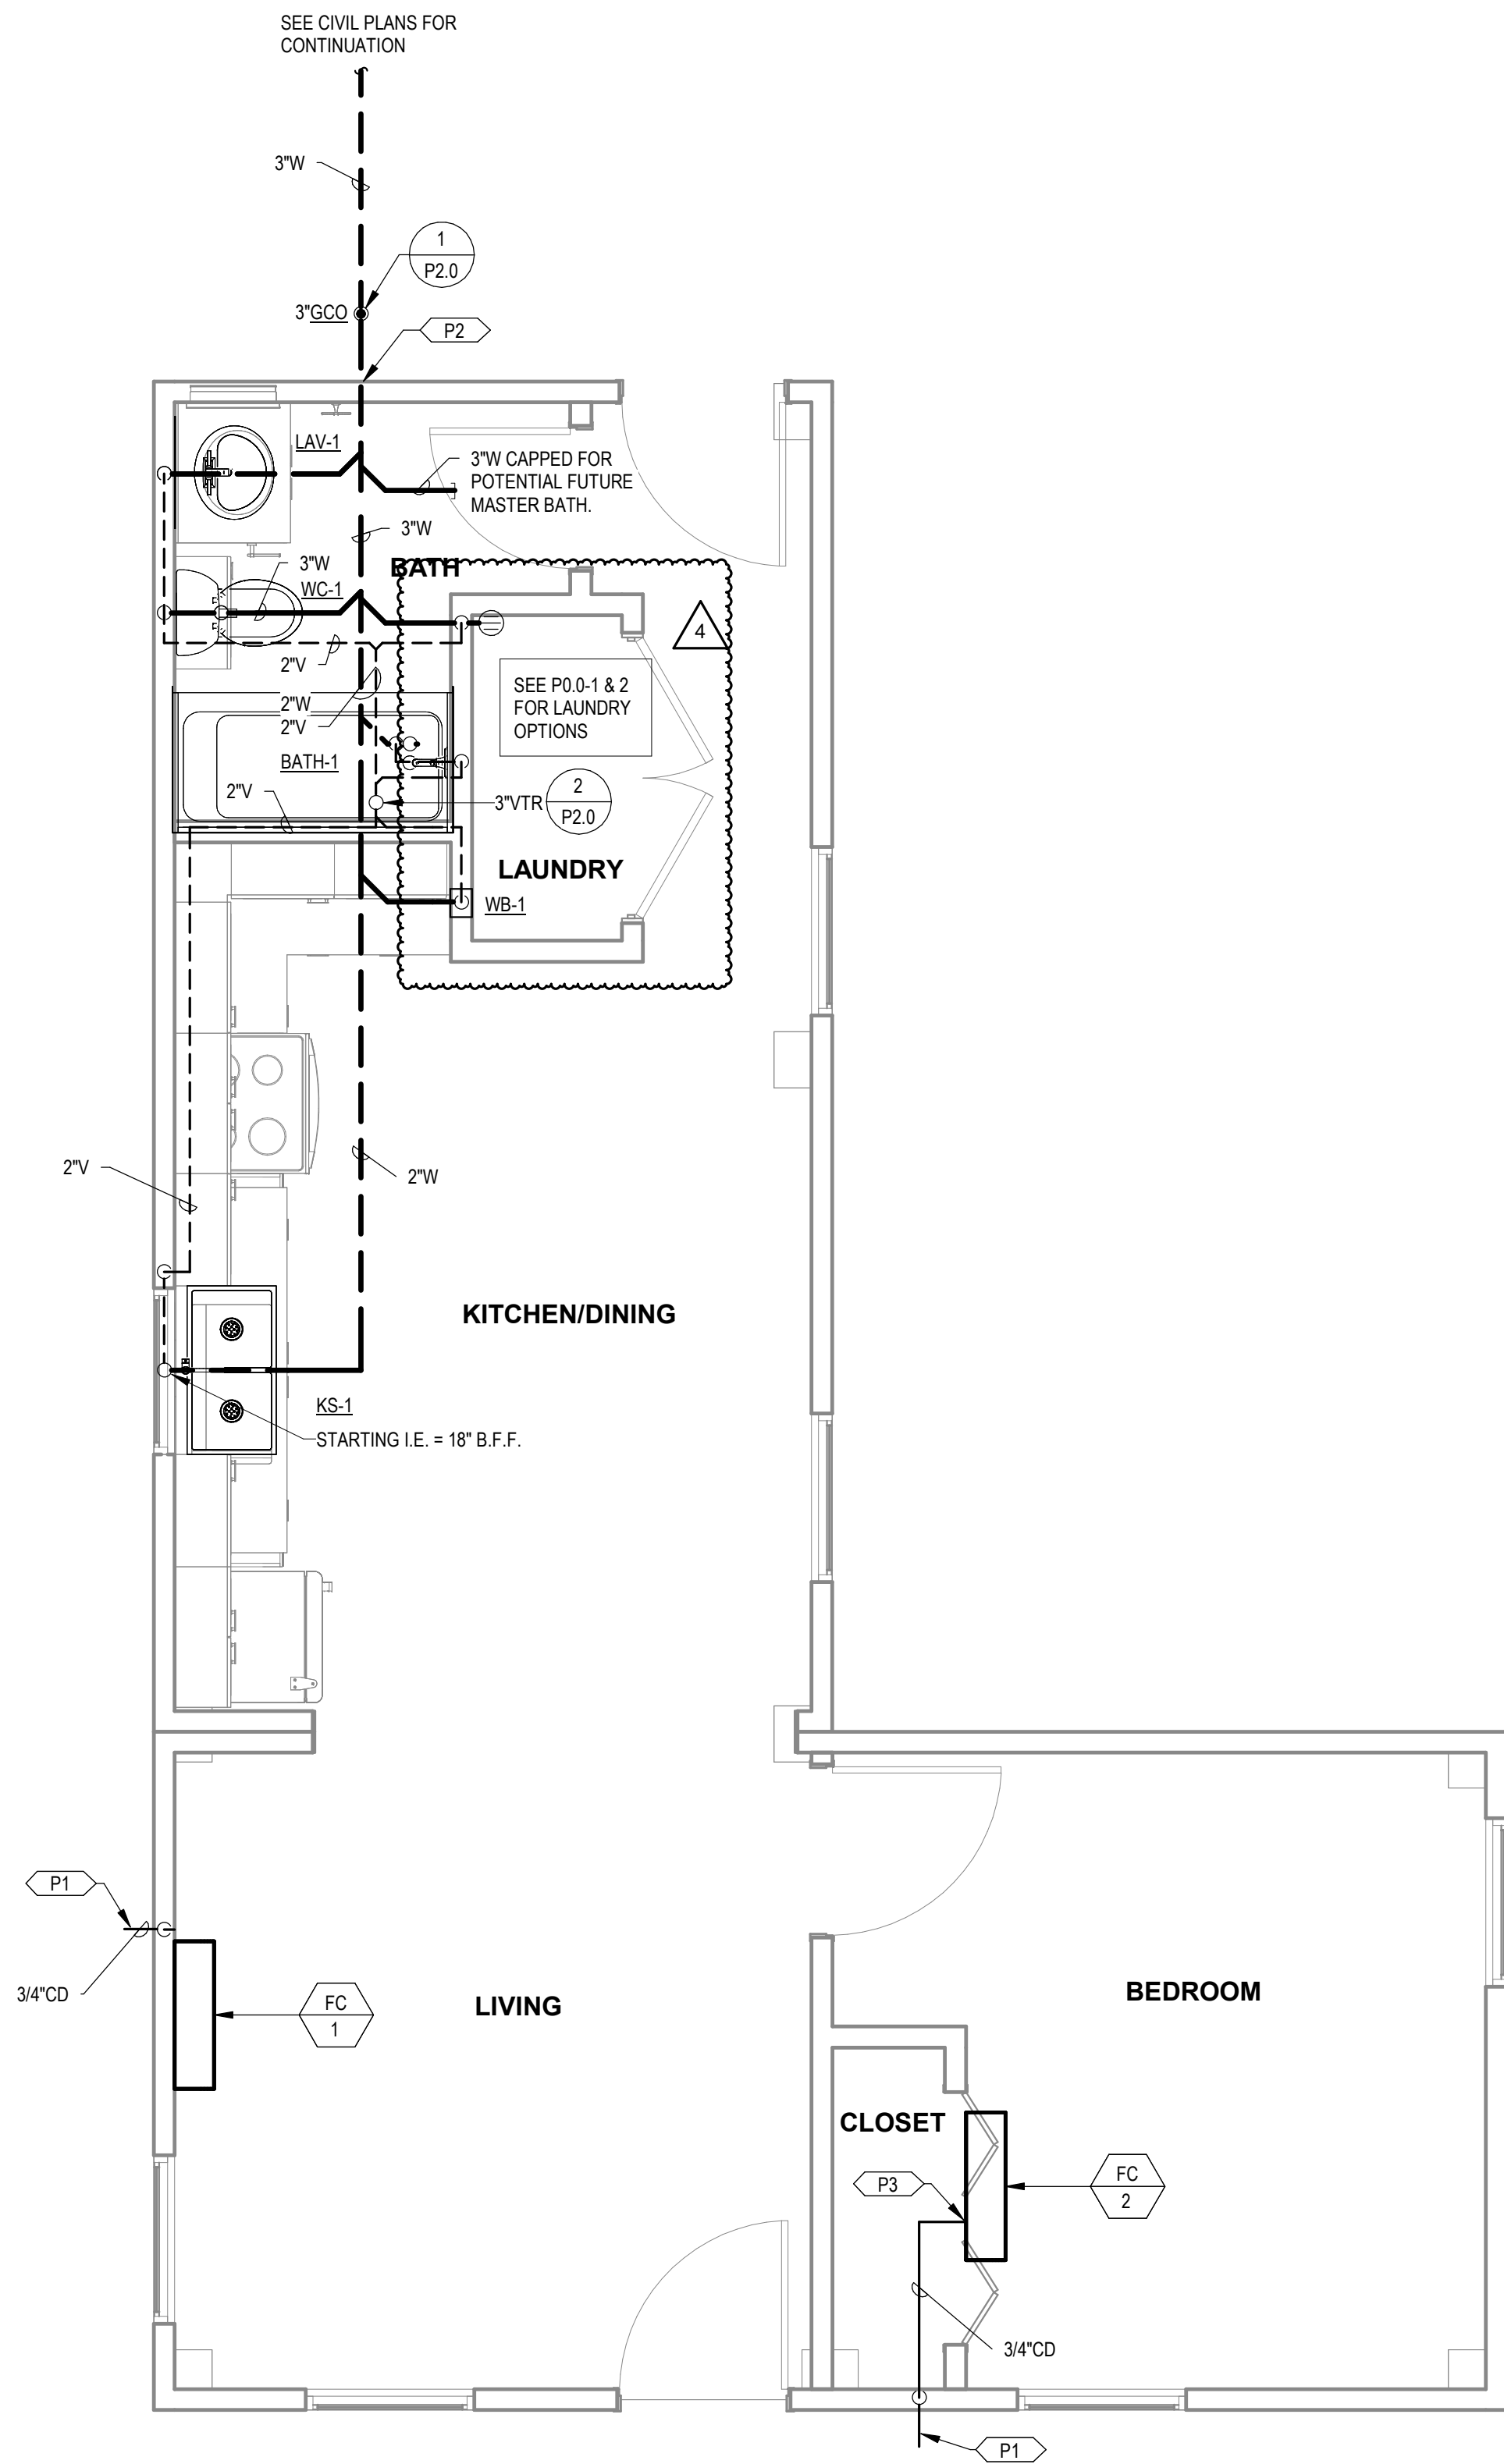 SEE CIVIL PLANS FOR
CONTINUATION
3"W
1
P2.0
3"GCO
P2
LAV-1
3"W CAPPED FOR
POTENTIAL FUTURE
MASTER BATH.
3"W
BATH
3"W
WC-1
4
2"V
SEE P0.0-1 & 2
FOR LAUNDRY
OPTIONS
2"W
2"V
BATH-1
2"V
3"VTR
2
P2.0
LAUNDRY
WB-1
2"V
2"W
KITCHEN/DINING
KS-1
STARTING I.E. = 18" B.F.F.
P1
3/4"CD
FC
1
LIVING
BEDROOM
CLOSET
P3
FC
2
3/4"CD
P1